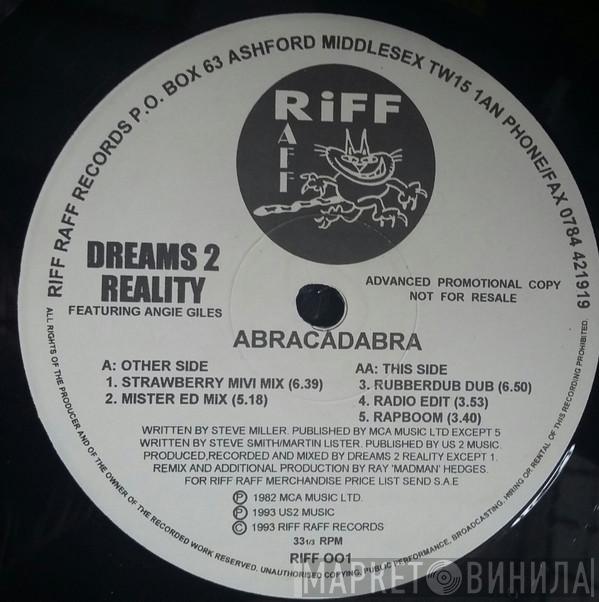 RIFF RAFF RECORDS P.O. BOX 63 ASHFORD MIDDLESEX TW15 1AN PHONE/FAX 0784 421919
RiFF
RAFF
DREAMS 2
REALITY
FEATURING ANGIE GILES
ADVANCED PROMOTIONAL COPY
NOT FOR RESALE
ABRACADABRA
A: OTHER SIDE
1. STRAWBERRY MIVI MIX (6.39)
2. MISTER ED MIX (5.18)
AA: THIS SIDE
3. RUBBERDUB DUB (6.50)
4. RADIO EDIT (3.53)
5. RAPBOOM (3.40)
WRITTEN BY STEVE MILLER. PUBLISHED BY MCA MUSIC LTD EXCEPT 5
WRITTEN BY STEVE SMITH/MARTIN LISTER. PUBLISHED BY US 2 MUSIC.
PRODUCED,RECORDED AND MIXED BY DREAMS 2 REALITY EXCEPT 1.
REMIX AND ADDITIONAL PRODUCTION BY RAY 'MADMAN' HEDGES.
FOR RIFF RAFF MERCHANDISE PRICE LIST SEND S.A.E
Ⓟ 1982 MCA MUSIC LTD.
Ⓟ 1993 US2 MUSIC
© 1993 RIFF RAFF RECORDS
33 1/3 RPM
RIFF OO1
ALL RIGHTS OF THE PRODUCER AND OF THE OWNER OF THE RECORDED WORK RESERVED. UNAUTHORISED COPYING, PUBLIC PERFORMANCE, BROADCASTING, HIRING OR RENTAL OF THIS RECORDING PROHIBITED.
МАРКЕТ ВИНИЛА